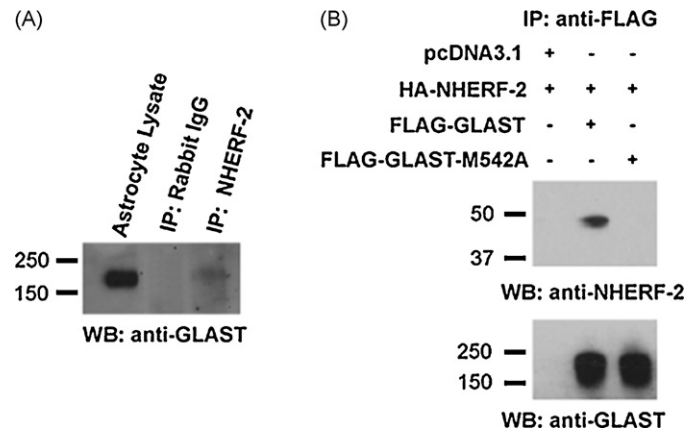 (A)
Astrocyte Lysate
IP: Rabbit IgG
IP: NHERF-2
250
150
WB: anti-GLAST
(B)
IP: anti-FLAG
pcDNA3.1 + - -
HA-NHERF-2 + + +
FLAG-GLAST - + -
FLAG-GLAST-M542A - - +
50
37
WB: anti-NHERF-2
250
150
WB: anti-GLAST